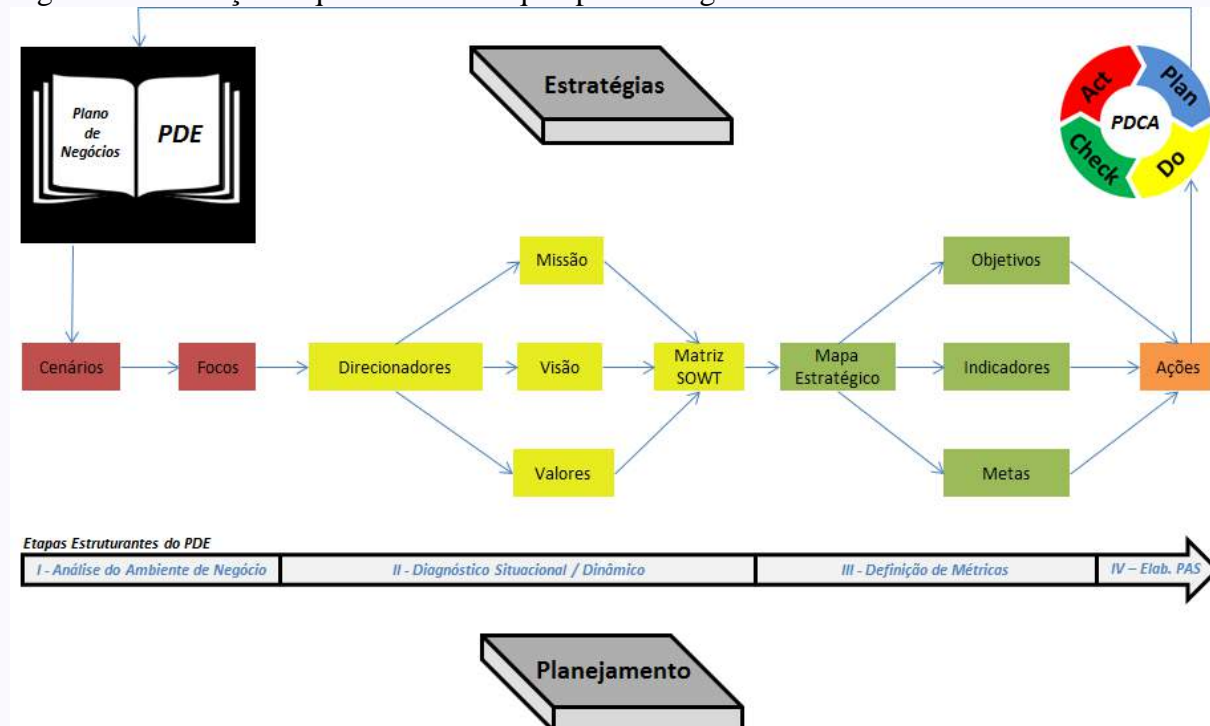 Plano
de
Negócios
PDE
Estratégias
Act
Plan
PDCA
Check
Do
Missão
Objetivos
Cenários
Focos
Direcionadores
Visão
Matriz
SOWT
Mapa
Estratégico
Indicadores
Ações
Valores
Metas
Etapas Estruturantes do PDE
I - Análise do Ambiente de Negócio
II - Diagnóstico Situacional / Dinâmico
III - Definição de Métricas
IV – Elab. PAS
Planejamento